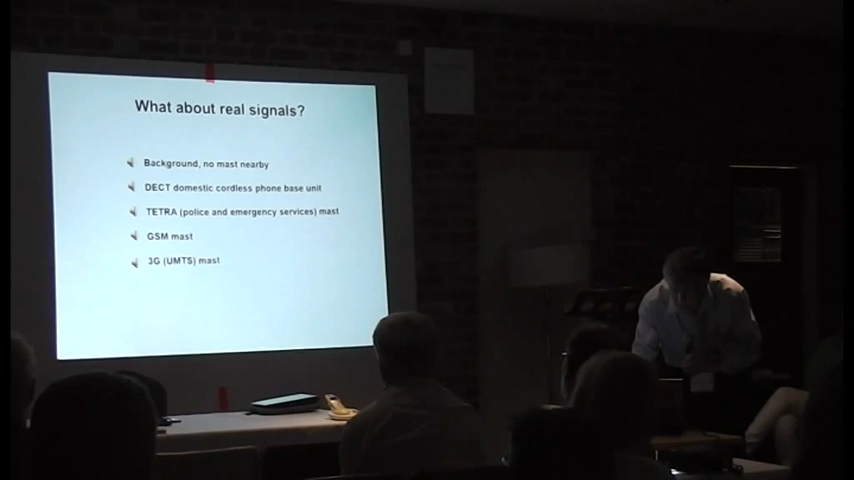 What about real signals?
Background, no mast nearby
DECT domestic cordless phone base unit
TETRA (police and emergency services) mast
GSM mast
3G (UMTS) mast